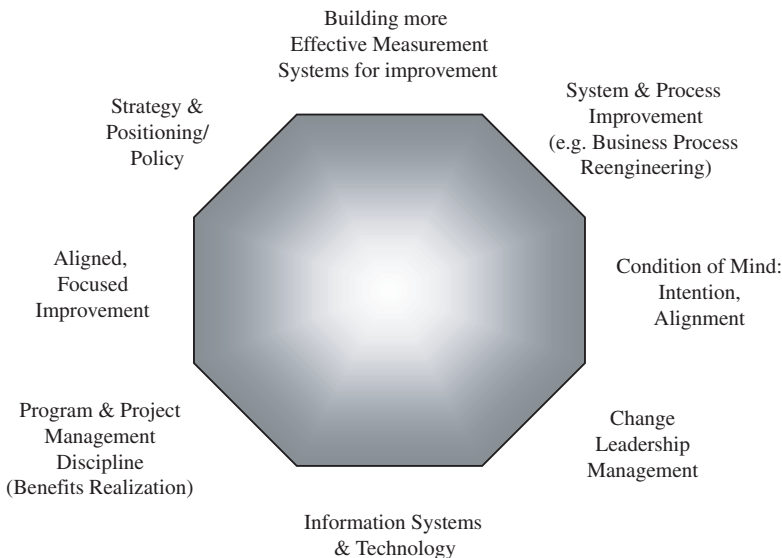 Building more
Effective Measurement
Systems for improvement
System & Process
Improvement
(e.g. Business Process
Reengineering)
Condition of Mind:
Intention,
Alignment
Change
Leadership
Management
Information Systems
& Technology
Program & Project
Management
Discipline
(Benefits Realization)
Aligned,
Focused
Improvement
Strategy &
Positioning/
Policy